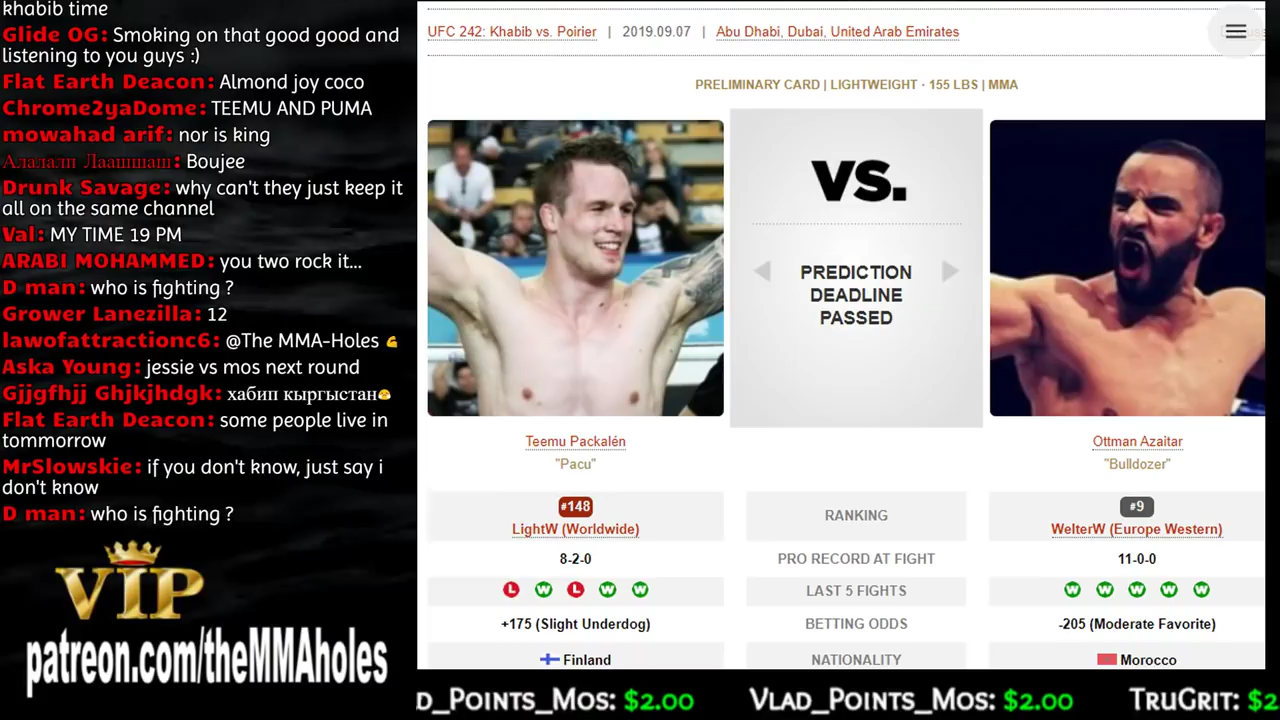 khabib time
Glide OG: Smoking on that good good and
listening to you guys :)
Flat Earth Deacon: Almond joy coco
Chrome2yaDome: TEEMU AND PUMA
mowahad arif: nor is king
Алалалп Лаашшаш: Boujee
Drunk Savage: why can't they just keep it
all on the same channel
Val: MY TIME 19 PM
ARABI MOHAMMED: you two rock it...
D man: who is fighting ?
Grower Lanezilla: 12
lawofattractionc6: @The MMA-Holes 💪
Aska Young: jessie vs mos next round
Gjjgfhjj Ghjkjhdgk: хабип кыргыстан
Flat Earth Deacon: some people live in
tommorrow
MrSlowskie: if you don't know, just say i
don't know
D man: who is fighting ?
VIP
patreon.com/theMMAholes
UFC 242: Khabib vs. Poirier | 2019.09.07 | Abu Dhabi, Dubai, United Arab Emirates
PRELIMINARY CARD | LIGHTWEIGHT · 155 LBS | MMA
VS.
PREDICTION
DEADLINE
PASSED
Teemu Packalén
Ottman Azaitar
"Pacu"
"Bulldozer"
#148
LightW (Worldwide)
RANKING
#9
WelterW (Europe Western)
8-2-0 PRO RECORD AT FIGHT 11-0-0
L W L W W LAST 5 FIGHTS W W W W W
+175 (Slight Underdog) BETTING ODDS -205 (Moderate Favorite)
Finland NATIONALITY Morocco
D_POINTS_MOS: $2.00 VLAD_POINTS_MOS: $2.00 TRUGRIT: $2